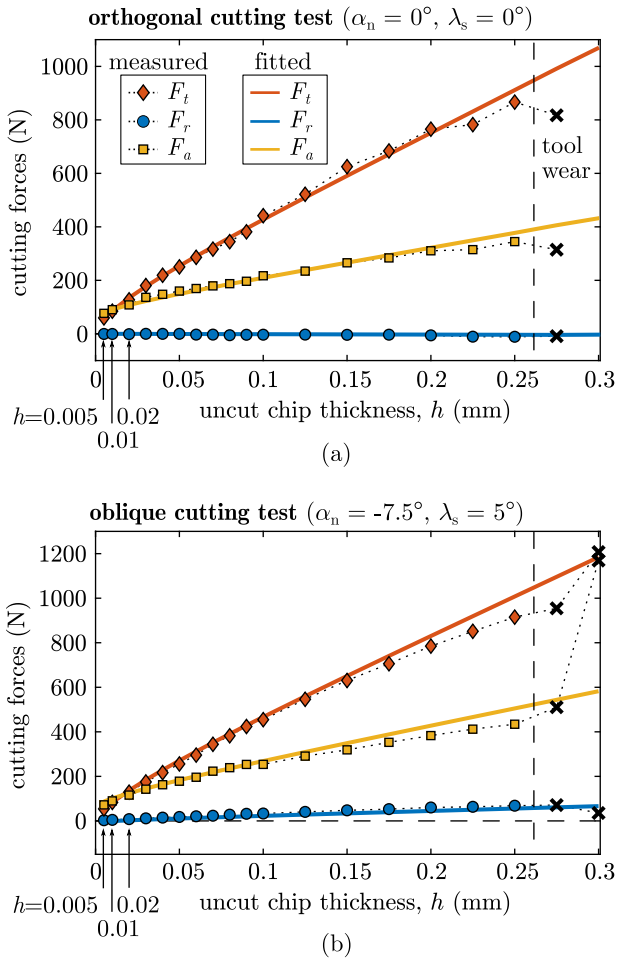 orthogonal cutting test (αn = 0°, λs = 0°)
measured fitted
Ft Ft
Fr Fr
Fa Fa
tool
wear
cutting forces (N)
1000
800
600
400
200
0
0 0.05 0.1 0.15 0.2 0.25 0.3
h=0.005 0.02 uncut chip thickness, h (mm)
0.01
(a)
oblique cutting test (αn = -7.5°, λs = 5°)
cutting forces (N)
1200
1000
800
600
400
200
0
0 0.05 0.1 0.15 0.2 0.25 0.3
h=0.005 0.02 uncut chip thickness, h (mm)
0.01
(b)